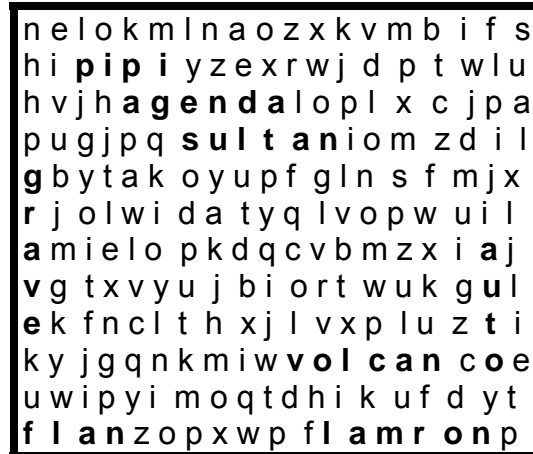 nelokmlnaozxkvmbifs
hipipiyzexrwjdptwlu
hvjhagendaloplxcjpa
pugjpqsultaniomzdil
gbytakoyupfglnsfmjx
rjolwidatyqlvopwuil
amielopkdqcvbmzxiaj
vgtxvyujbiortwukgul
ekfnclthxjlvxpluzti
kyjgqnkmiwvolcancoe
uwipyimoqtdhikufdyt
flanzopxwpflamronp